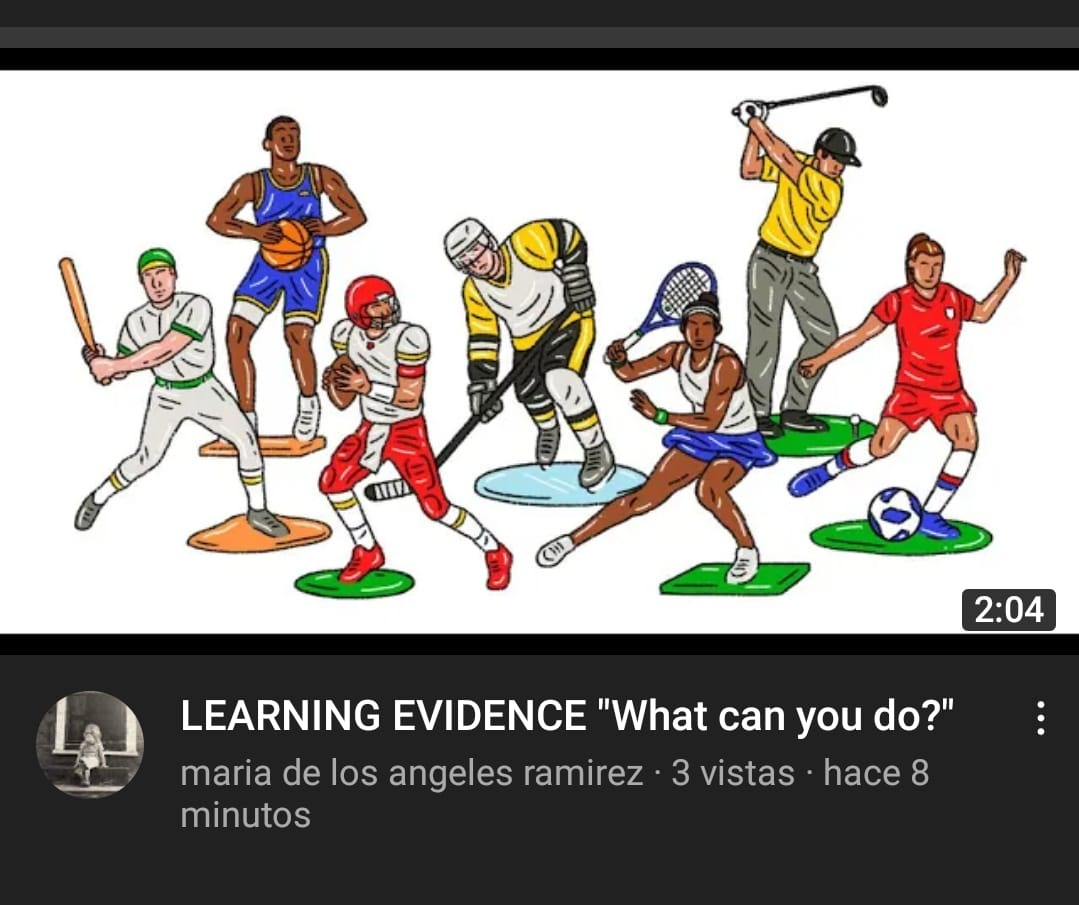 2:04
LEARNING EVIDENCE "What can you do?"
maria de los angeles ramirez · 3 vistas · hace 8
minutos